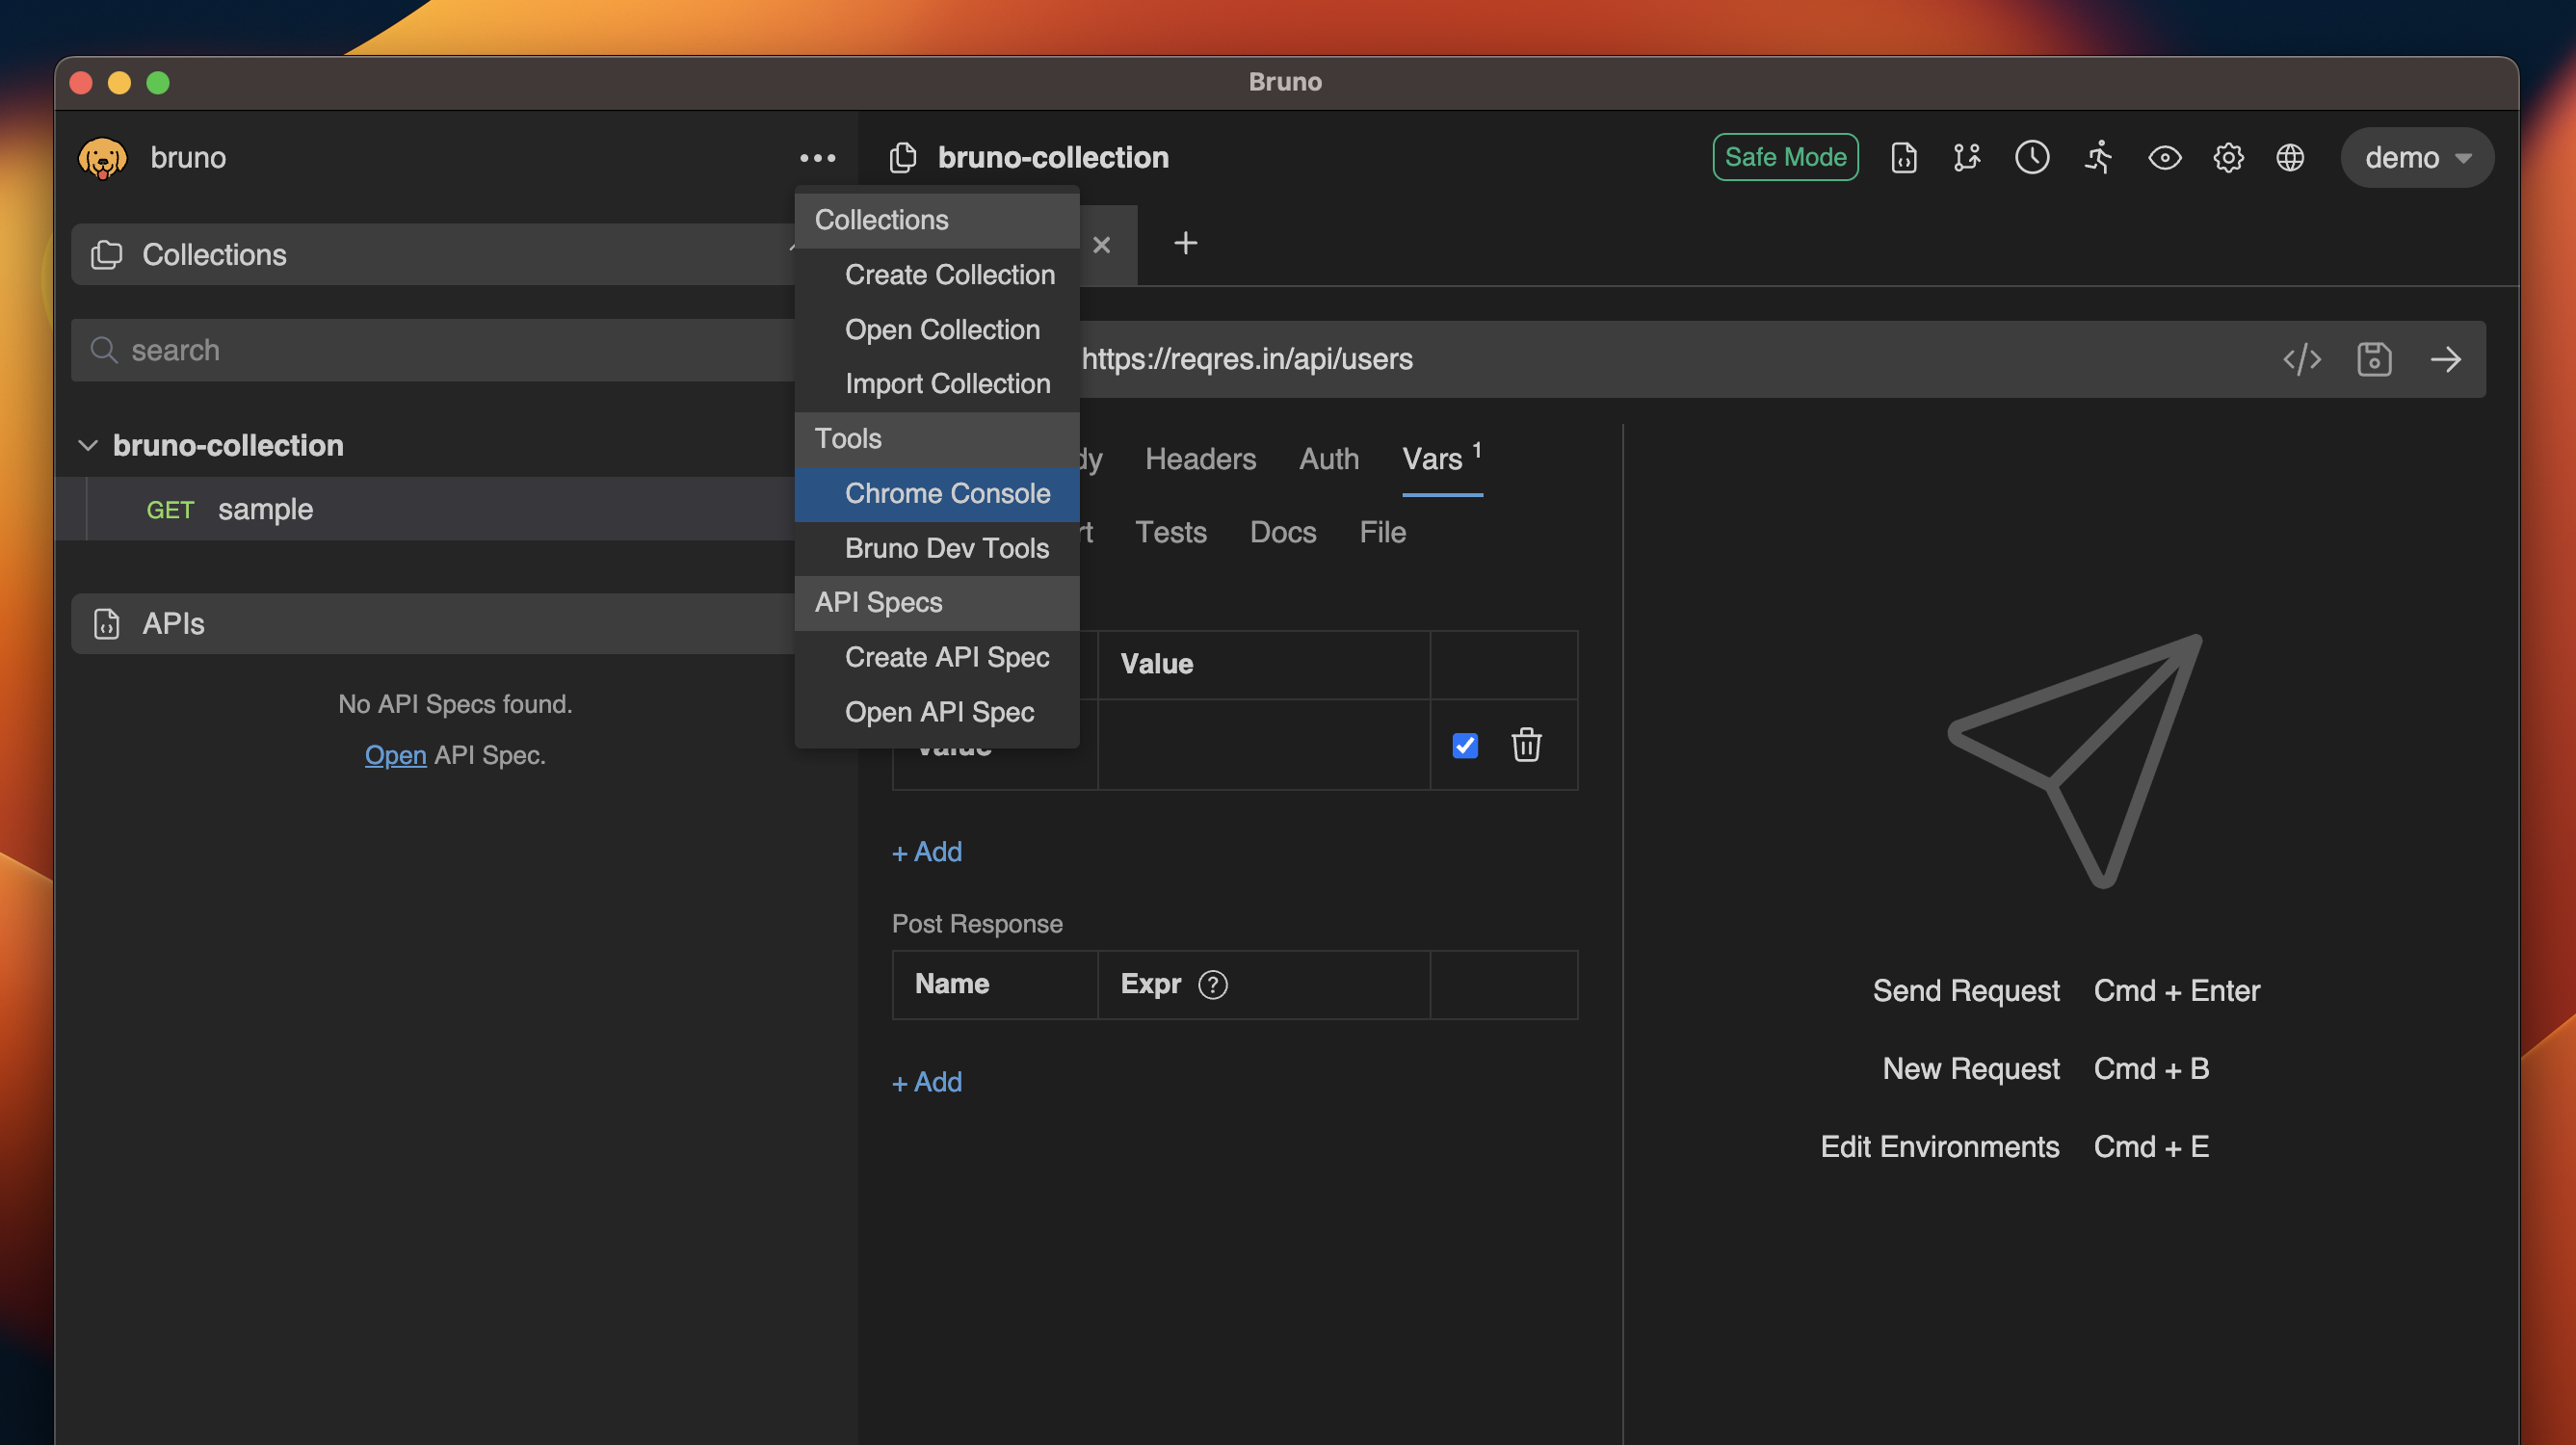 Bruno
bruno
bruno-collection
Safe Mode
demo
Collections
Collections
Create Collection
Open Collection
Import Collection
Tools
Chrome Console
Bruno Dev Tools
API Specs
Create API Spec
Open API Spec
search
https://reqres.in/api/users
bruno-collection
GET sample
APIs
No API Specs found.
Open API Spec.
dy Headers Auth Vars 1
rt Tests Docs File
Value
value
+ Add
Post Response
Name Expr ?
+ Add
Send Request Cmd + Enter
New Request Cmd + B
Edit Environments Cmd + E